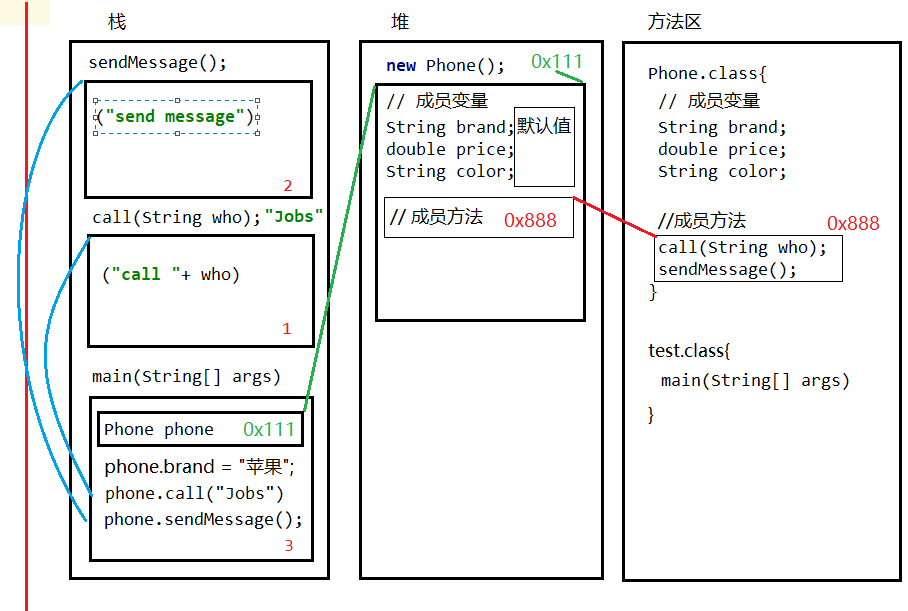 栈
sendMessage();
("send message")
2
call(String who);"Jobs"
("call "+ who)
1
main(String[] args)
Phone phone 0x111
phone.brand = "苹果";
phone.call("Jobs")
phone.sendMessage();
3
堆
new Phone(); 0x111
// 成员变量
String brand;默认值
double price;
String color;
//成员方法 0x888
方法区
Phone.class{
// 成员变量
String brand;
double price;
String color;
//成员方法 0x888
call(String who);
sendMessage();
}
test.class{
main(String[] args)
}